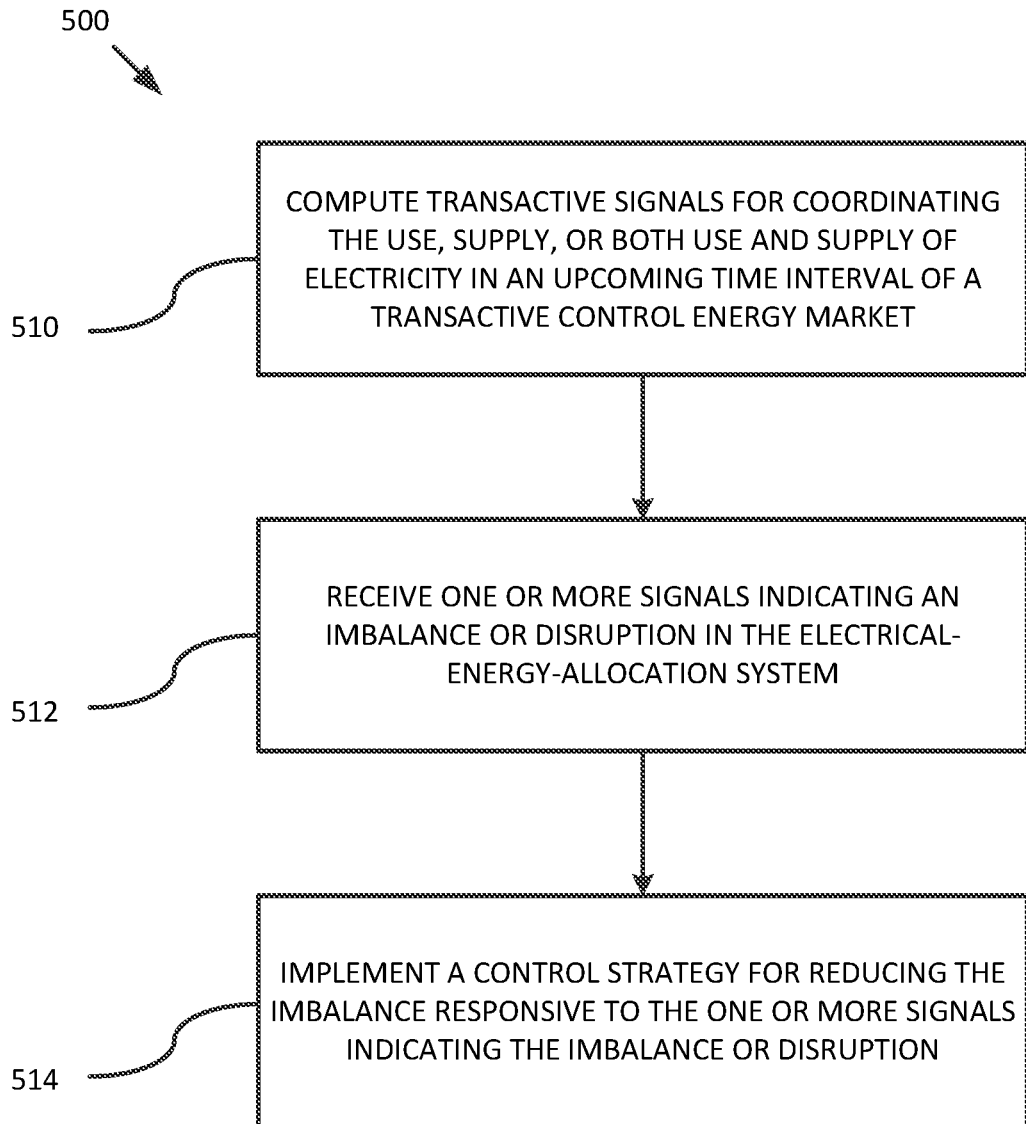 500
COMPUTE TRANSACTIVE SIGNALS FOR COORDINATING
THE USE, SUPPLY, OR BOTH USE AND SUPPLY OF
ELECTRICITY IN AN UPCOMING TIME INTERVAL OF A
TRANSACTIVE CONTROL ENERGY MARKET
510
RECEIVE ONE OR MORE SIGNALS INDICATING AN
IMBALANCE OR DISRUPTION IN THE ELECTRICAL-
ENERGY-ALLOCATION SYSTEM
512
IMPLEMENT A CONTROL STRATEGY FOR REDUCING THE
IMBALANCE RESPONSIVE TO THE ONE OR MORE SIGNALS
INDICATING THE IMBALANCE OR DISRUPTION
514